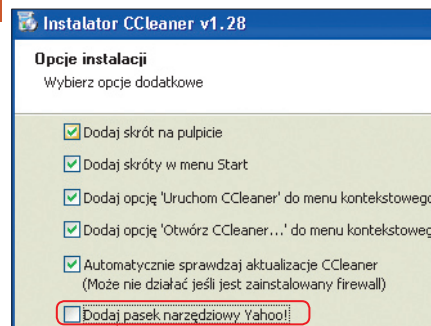 Instalator CCleaner v1.28
Opcje instalacji
Wybierz opcje dodatkowe
Dodaj skrót na pulpicie
Dodaj skróty w menu Start
Dodaj opcję 'Uruchom CCleaner' do menu kontekstowego
Dodaj opcję 'Otwórz CCleaner...' do menu
Automatycznie sprawdzaj aktualizacje CCleaner
(Może nie działać jeśli jest zainstalowany firewall)
Dodaj pasek narzędziowy Yahoo!